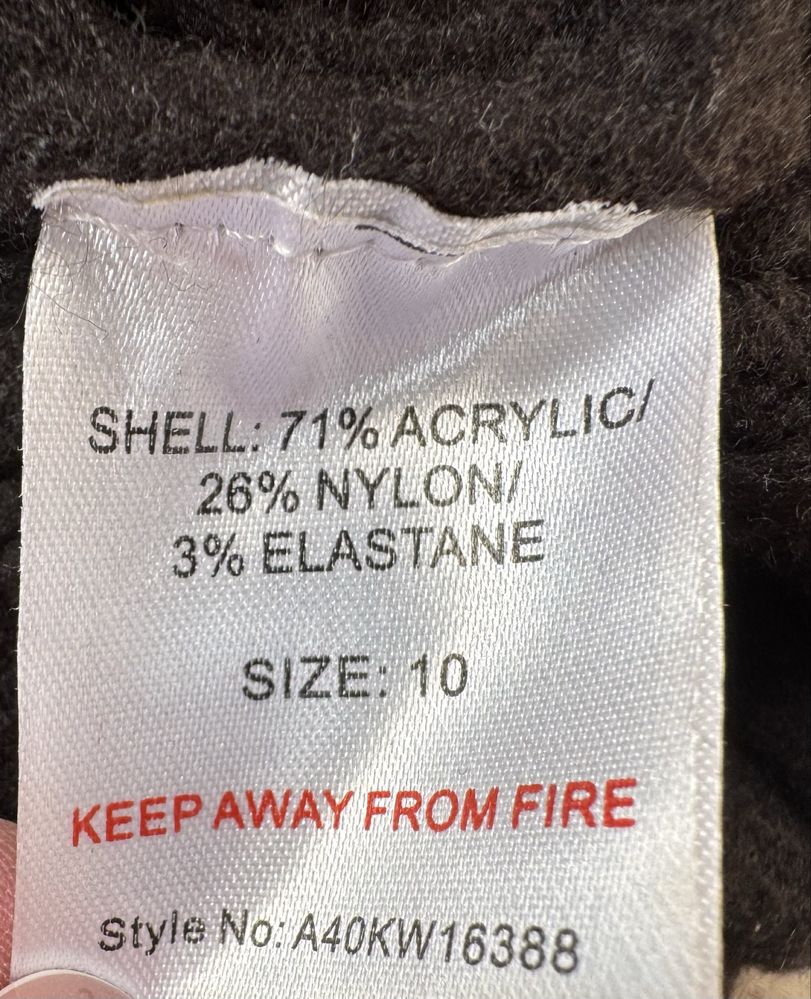 SHELL: 71% ACRYLIC/
26% NYLON/
3% ELASTANE
SIZE: 10
KEEP AWAY FROM FIRE
Style No: A40KW16388